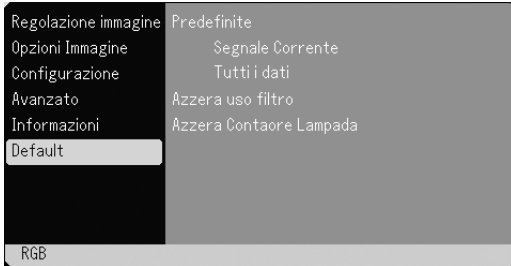 Regolazione immagine
Opzioni Immagine
Configurazione
Avanzato
Informazioni
Default
Predefinite
Segnale Corrente
Tutti i dati
Azzera uso filtro
Azzera Contaore Lampada
RGB